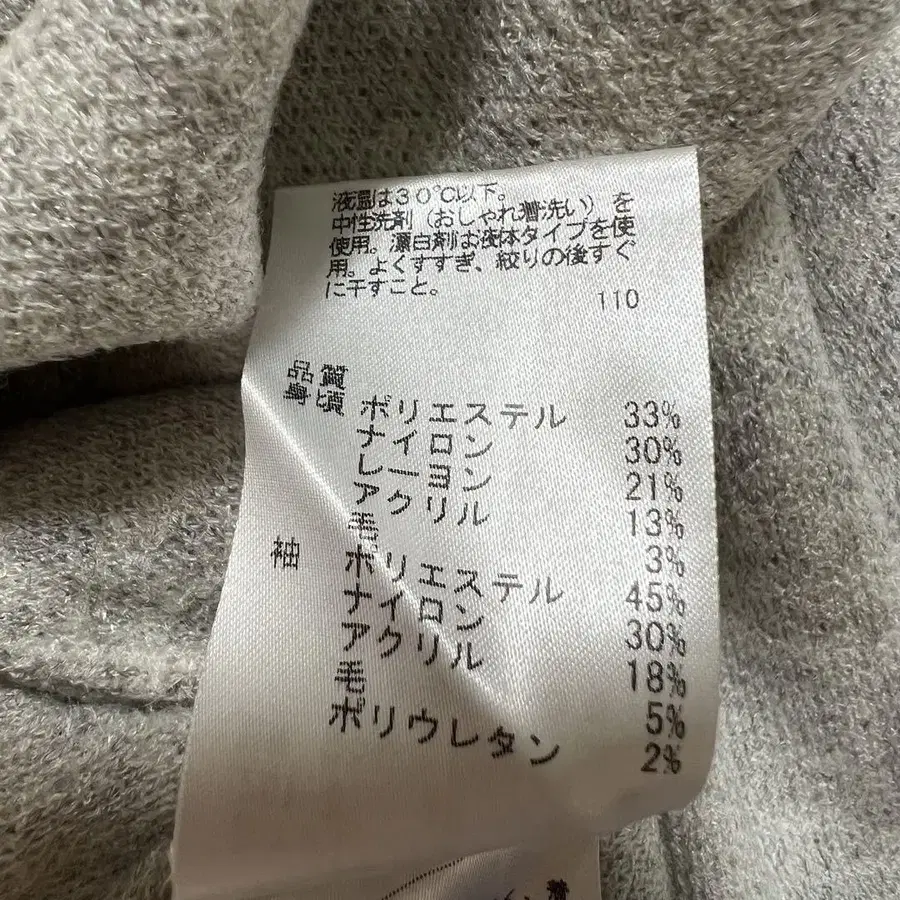 液温は30℃以下。
中性洗剤（おしゃれ着洗い）を
使用。漂白剤は液体タイプを使
用。よくすすぎ、絞りの後すぐ
に干すこと。
110
品質
身頃 ポリエステル 33%
ナイロン 30%
レーヨン 21%
アクリル 13%
毛 3%
袖 ポリエステル 45%
ナイロン 30%
アクリル 18%
毛 5%
ポリウレタン 2%